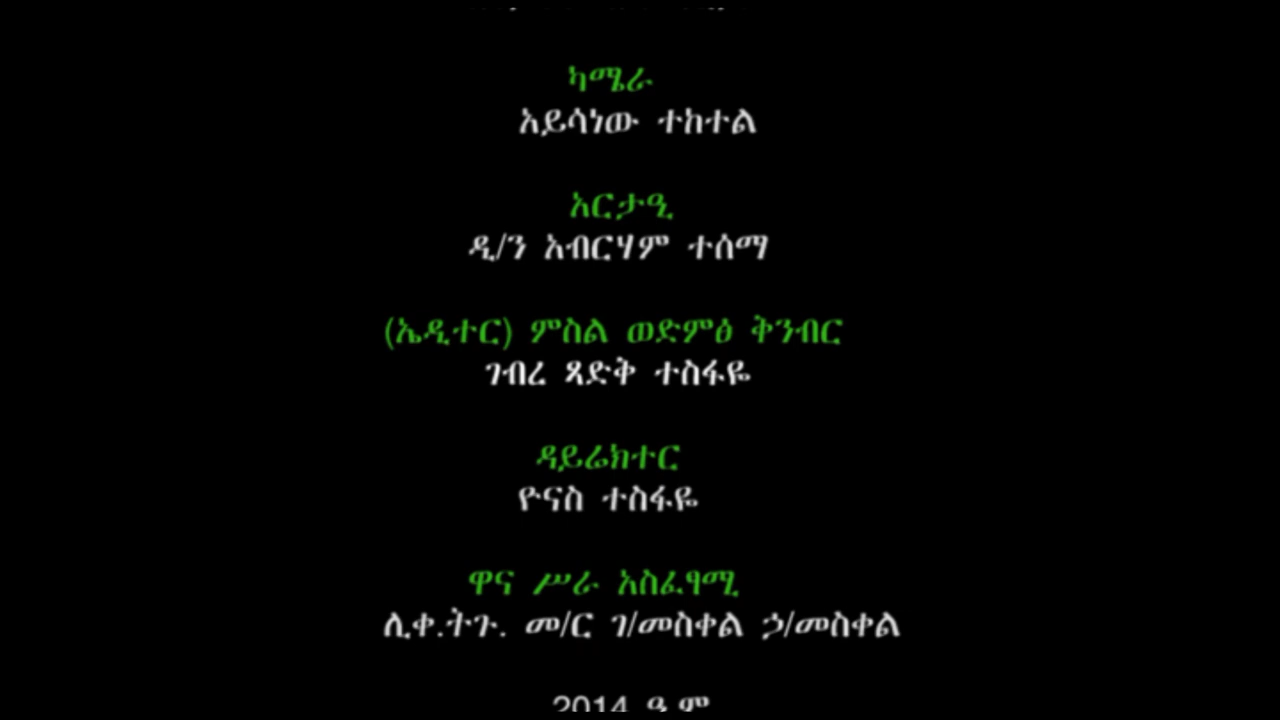 ካሜራ
አይሳነው ተከተል
አርታዒ
ዲ/ን አብርሃም ተሰማ
(ኤዲተር) ምስል ወድምፅ ቅንብር
ገብረ ጻድቅ ተስፋዬ
ዳይሬክተር
ዮናስ ተስፋዬ
ዋና ሥራ አስፈፃሚ
ሊቀ.ትጉ. መ/ር ገ/መስቀል ኃ/መስቀል
2014 ዓ.ም